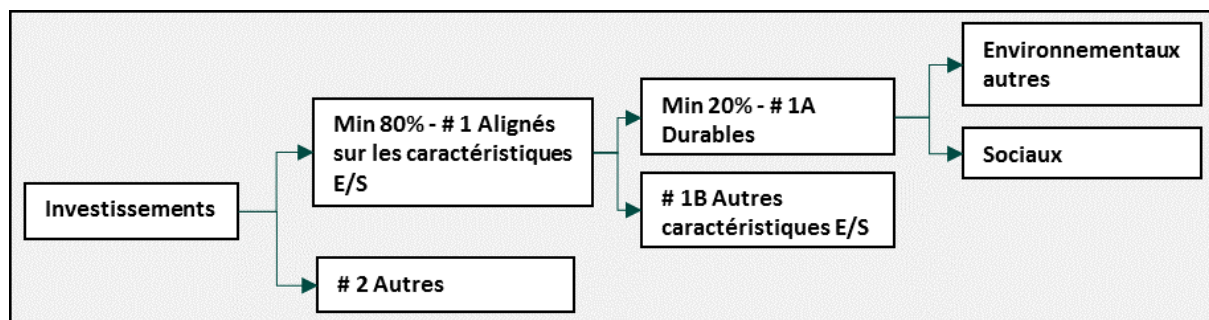 Investissements
Min 80% - # 1 Alignés
sur les caractéristiques
E/S
# 2 Autres
Min 20% - # 1A
Durables
# 1B Autres
caractéristiques E/S
Environnementaux
autres
Sociaux